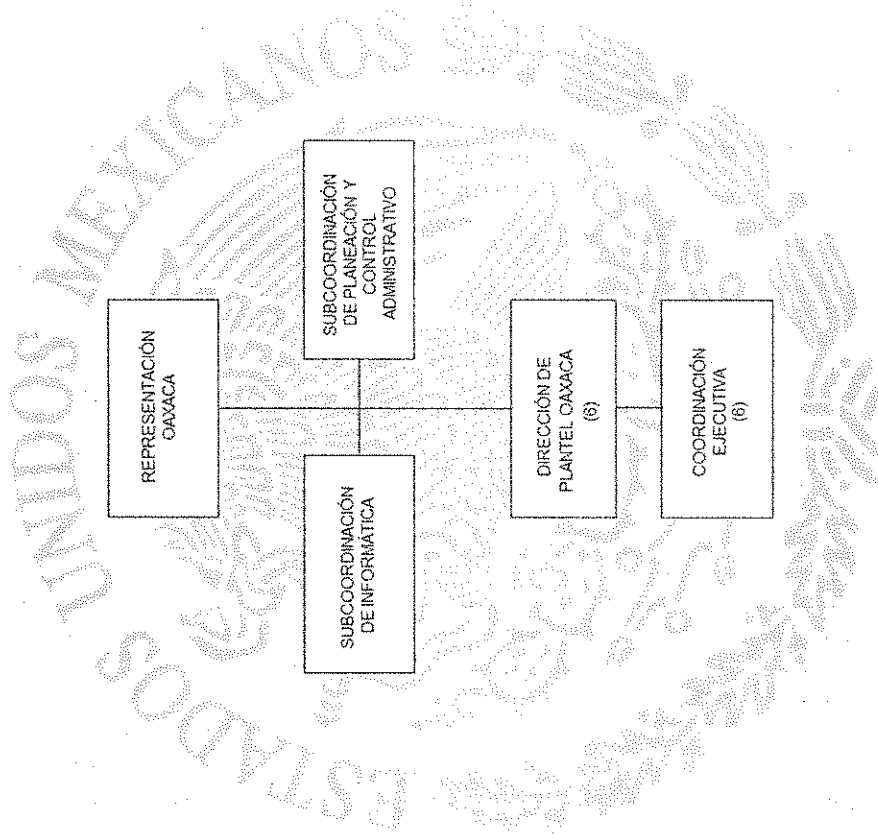 ESTADOS UNIDOS MEXICANOS
REPRESENTACIÓN
OAXACA
SUBCOORDINACIÓN
DE INFORMÁTICA
SUBCOORDINACIÓN
DE PLANEACIÓN Y
CONTROL
ADMINISTRATIVO
DIRECCIÓN DE
PLANTEL OAXACA
(6)
COORDINACIÓN
EJECUTIVA
(6)